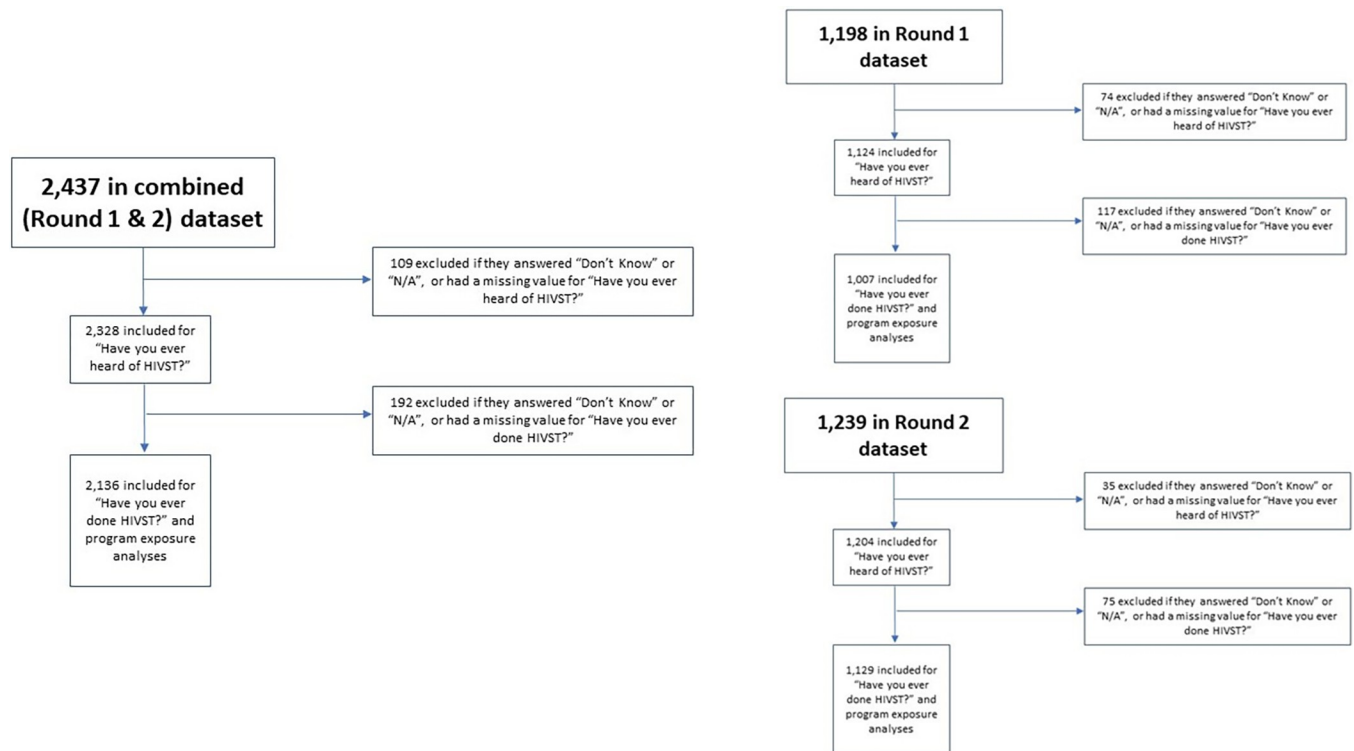 2,437 in combined
(Round 1 & 2) dataset
109 excluded if they answered “Don’t Know” or
“N/A”, or had a missing value for “Have you ever
heard of HIVST?”
2,328 included for
“Have you ever
heard of HIVST?”
192 excluded if they answered “Don’t Know” or
“N/A”, or had a missing value for “Have you ever
done HIVST?”
2,136 included for
“Have you ever
done HIVST?” and
program exposure
analyses
1,198 in Round 1
dataset
74 excluded if they answered “Don’t Know” or
“N/A”, or had a missing value for “Have you ever
heard of HIVST?”
1,124 included for
“Have you ever
heard of HIVST?”
117 excluded if they answered “Don’t Know” or
“N/A”, or had a missing value for “Have you ever
done HIVST?”
1,007 included for
“Have you ever
done HIVST?” and
program exposure
analyses
1,239 in Round 2
dataset
35 excluded if they answered “Don’t Know” or
“N/A”, or had a missing value for “Have you ever
heard of HIVST?”
1,204 included for
“Have you ever
heard of HIVST?”
75 excluded if they answered “Don’t Know” or
“N/A”, or had a missing value for “Have you ever
done HIVST?”
1,129 included for
“Have you ever
done HIVST?” and
program exposure
analyses